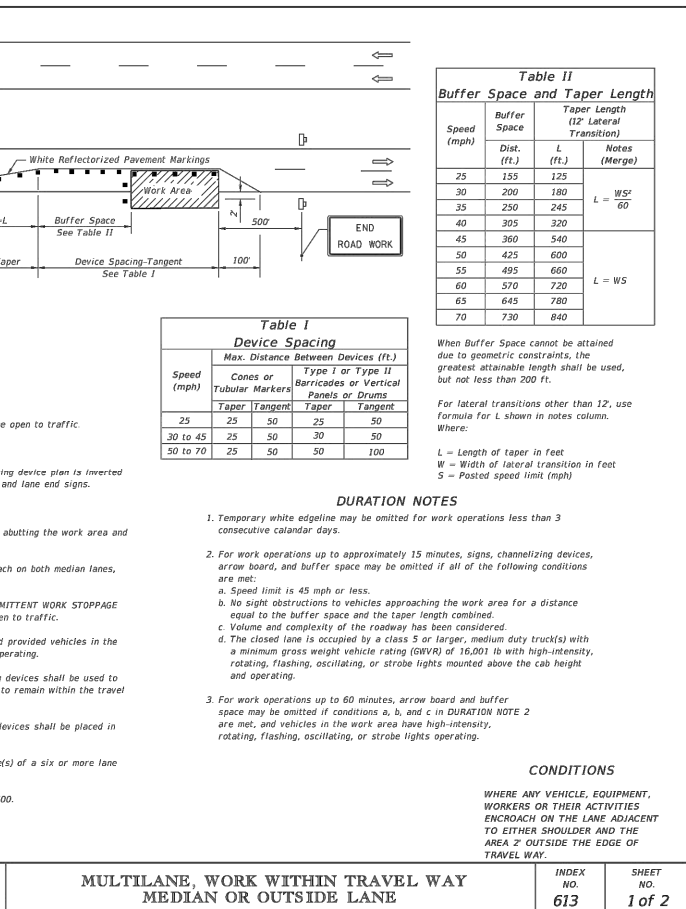 White Reflectorized Pavement Markings
Work Area
2'
=L
Buffer Space
See Table II
500'
END
ROAD WORK
Device Spacing-Tangent
See Table I
100'
Table II
Buffer Space and Taper Length
Speed (mph) Buffer Space Taper Length (12' Lateral Transition)
Dist. (ft.) L (ft.) Notes (Merge)
25 155 125
30 200 180
35 250 245
40 305 320
L = WS²/60
45 360 540
50 425 600
55 495 660
60 570 720
65 645 780
70 730 840
L = WS
When Buffer Space cannot be attained
due to geometric constraints, the
greatest attainable length shall be used,
but not less than 200 ft.
For lateral transitions other than 12', use
formula for L shown in notes column.
Where:
L = Length of taper in feet
W = Width of lateral transition in feet
S = Posted speed limit (mph)
Table I
Device Spacing
Speed (mph) Max. Distance Between Devices (ft.)
Cones or Tubular Markers Type I or Type II Barricades or Vertical Panels or Drums
Taper Tangent Taper Tangent
25 25 50 25 50
30 to 45 25 50 30 50
50 to 70 25 50 50 100
open to traffic.
device plan is inverted
and lane end signs.
abutting the work area and
on both median lanes,
WORK STOPPAGE
to traffic.
provided vehicles in the
devices shall be used to
to remain within the travel
shall be placed in
of a six or more lane
DURATION NOTES
1. Temporary white edgeline may be omitted for work operations less than 3
consecutive calandar days.
2. For work operations up to approximately 15 minutes, signs, channelizing devices,
arrow board, and buffer space may be omitted if all of the following conditions
are met:
a. Speed limit is 45 mph or less.
b. No sight obstructions to vehicles approaching the work area for a distance
equal to the buffer space and the taper length combined.
c. Volume and complexity of the roadway has been considered.
d. The closed lane is occupied by a class 5 or larger, medium duty truck(s) with
a minimum gross weight vehicle rating (GWVR) of 16,001 lb with high-intensity,
rotating, flashing, oscillating, or strobe lights mounted above the cab height
and operating.
3. For work operations up to 60 minutes, arrow board and buffer
space may be omitted if conditions a, b, and c in DURATION NOTE 2
are met, and vehicles in the work area have high-intensity,
rotating, flashing, oscillating, or strobe lights operating.
CONDITIONS
WHERE ANY VEHICLE, EQUIPMENT,
WORKERS OR THEIR ACTIVITIES
ENCROACH ON THE LANE ADJACENT
TO EITHER SHOULDER AND THE
AREA 2' OUTSIDE THE EDGE OF
TRAVEL WAY.
MULTILANE, WORK WITHIN TRAVEL WAY
MEDIAN OR OUTSIDE LANE
INDEX NO.
613
SHEET NO.
1 of 2